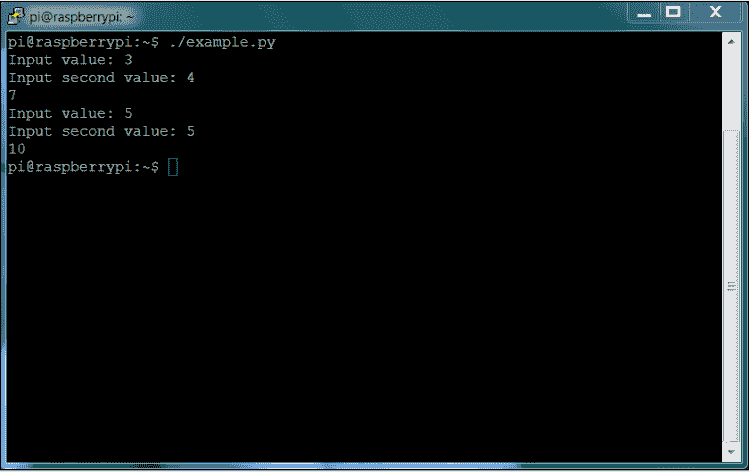 pi@raspberrypi: ~
pi@raspberrypi:~$ ./example.py
Input value: 3
Input second value: 4
7
Input value: 5
Input second value: 5
10
pi@raspberrypi:~$